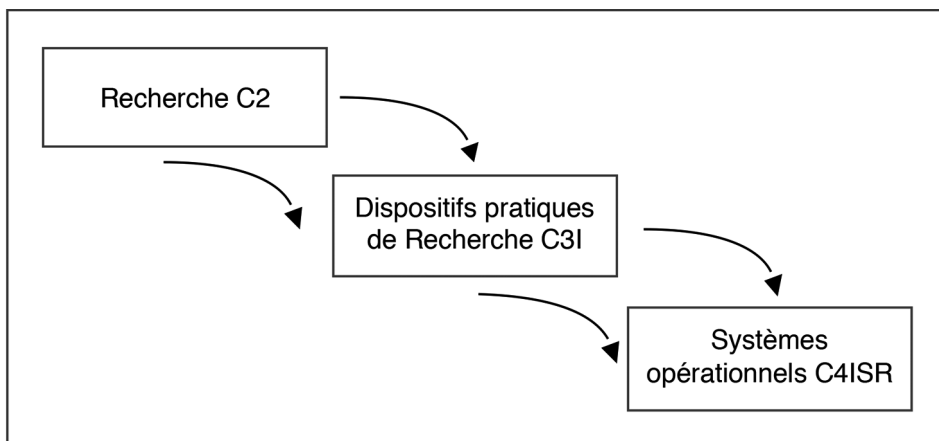 Recherche C2
Dispositifs pratiques
de Recherche C3I
Systèmes
opérationnels C4ISR